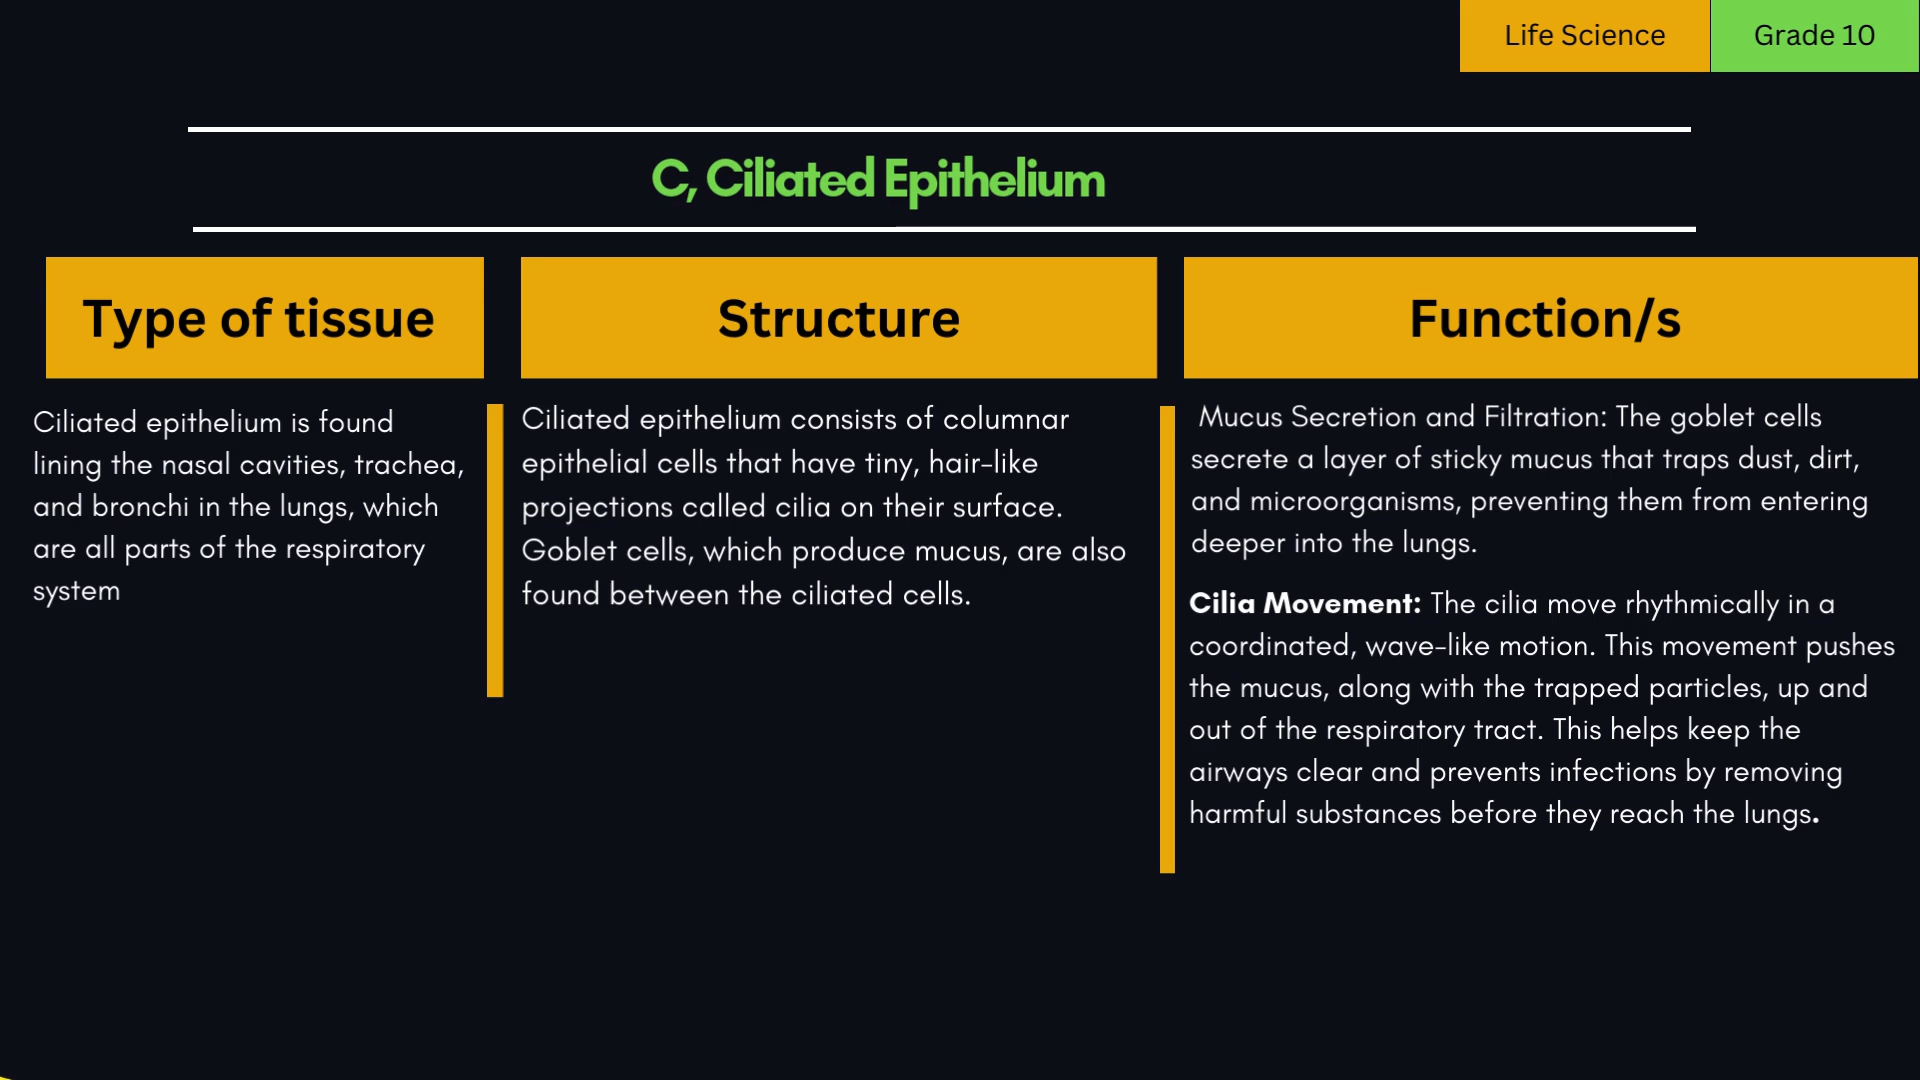 Life Science
Grade 10
C, Ciliated Epithelium
Type of tissue
Structure
Function/s
Ciliated epithelium is found
lining the nasal cavities, trachea,
and bronchi in the lungs, which
are all parts of the respiratory
system
Ciliated epithelium consists of columnar
epithelial cells that have tiny, hair-like
projections called cilia on their surface.
Goblet cells, which produce mucus, are also
found between the ciliated cells.
Mucus Secretion and Filtration: The goblet cells
secrete a layer of sticky mucus that traps dust, dirt,
and microorganisms, preventing them from entering
deeper into the lungs.
Cilia Movement: The cilia move rhythmically in a
coordinated, wave-like motion. This movement pushes
the mucus, along with the trapped particles, up and
out of the respiratory tract. This helps keep the
airways clear and prevents infections by removing
harmful substances before they reach the lungs.